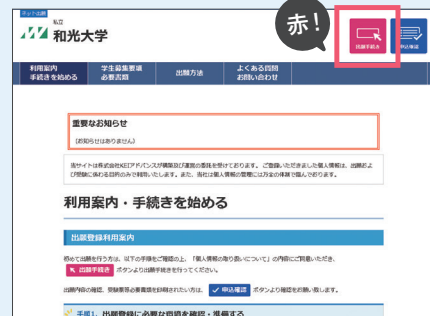 ネット出願
私立
和光大学
赤！
出願手続き
申込確認
利用案内
手続きを始める
学生募集要項
必要書類
出願方法
よくある質問
お問い合わせ
重要なお知らせ
（お知らせはありません）
当サイトは株式会社KEIアドバンスが構築及び運営の委託を受けております。ご登録いただきました個人情報は、出願およ
び受験に係わる目的のみで利用いたします。また、当社は個人情報の管理には万全の体制で臨んでおります。
利用案内・手続きを始める
出願登録利用案内
初めて出願を行う方は、以下の手順をご確認の上、「個人情報の取り扱いについて」の内容にご同意いただき、
出願手続き ボタンより出願手続きを行ってください。
出願内容の確認、受験票等必要書類を印刷されたい方は、 申込確認 ボタンより確認をお願い致します。
手順1．出願登録に必要な環境を確認・準備する